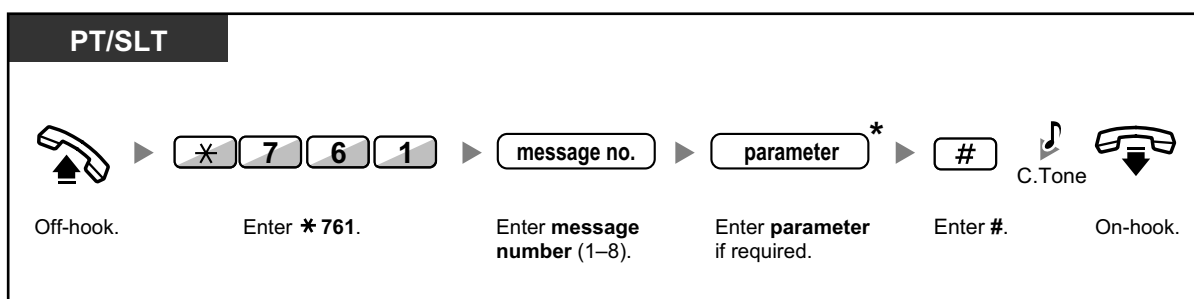 PT/SLT
* 7 6 1 message no. parameter * #
C.Tone
Off-hook. Enter * 761. Enter message Enter parameter Enter #. On-hook.
number (1–8). if required.